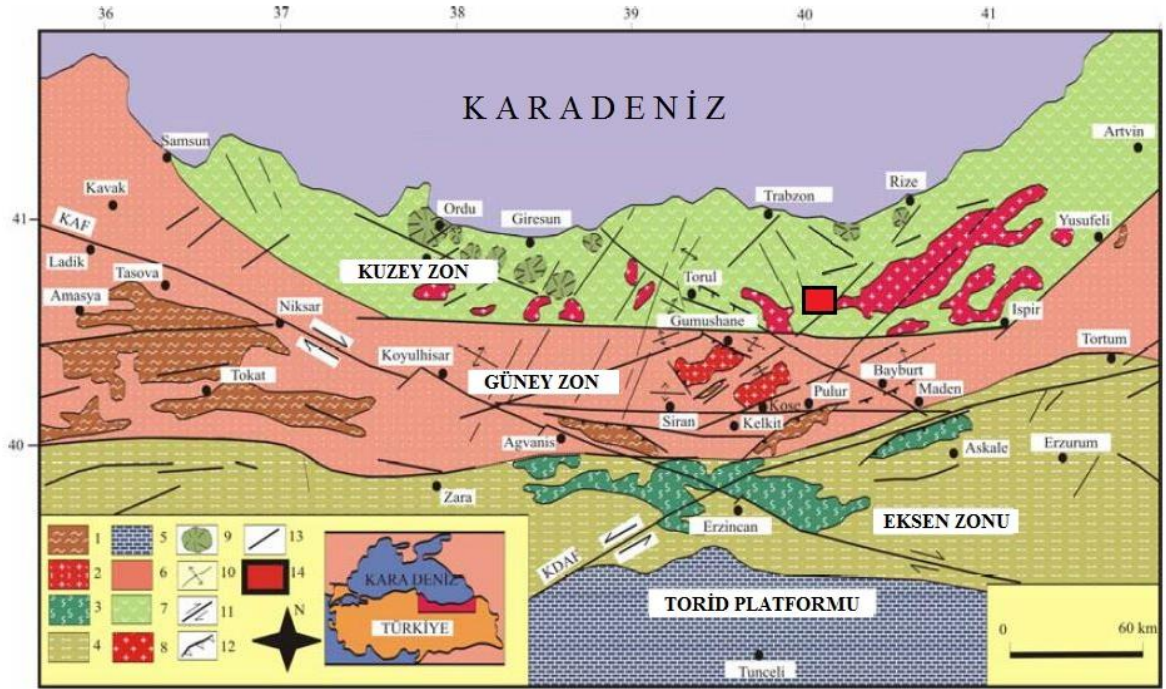 36 37 38 39 40 41
KARADENİZ
Artvin
Samsun
Rize
Kavak
Trabzon
Ordu
41
Giresun
Yusufeli
KAF
Ladik
KUZEY ZON
Torul
Tasova
Amasya
Niksar
Gumushane
Ispir
Tortum
Koyulhisar
Bayburt
Tokat
GÜNEY ZON
Pulur
Maden
Kose
Siran
Kelkit
40
Agvanis
Askale
Erzurum
Zara
Erzincan
EKSEN ZONU
1 5 9 13
KDAF
2 6 10 14
KARA DENİZ
3 7 11 N
TORİD PLATFORMU
TÜRKİYE
0 60 km
4 8 12
Tunceli